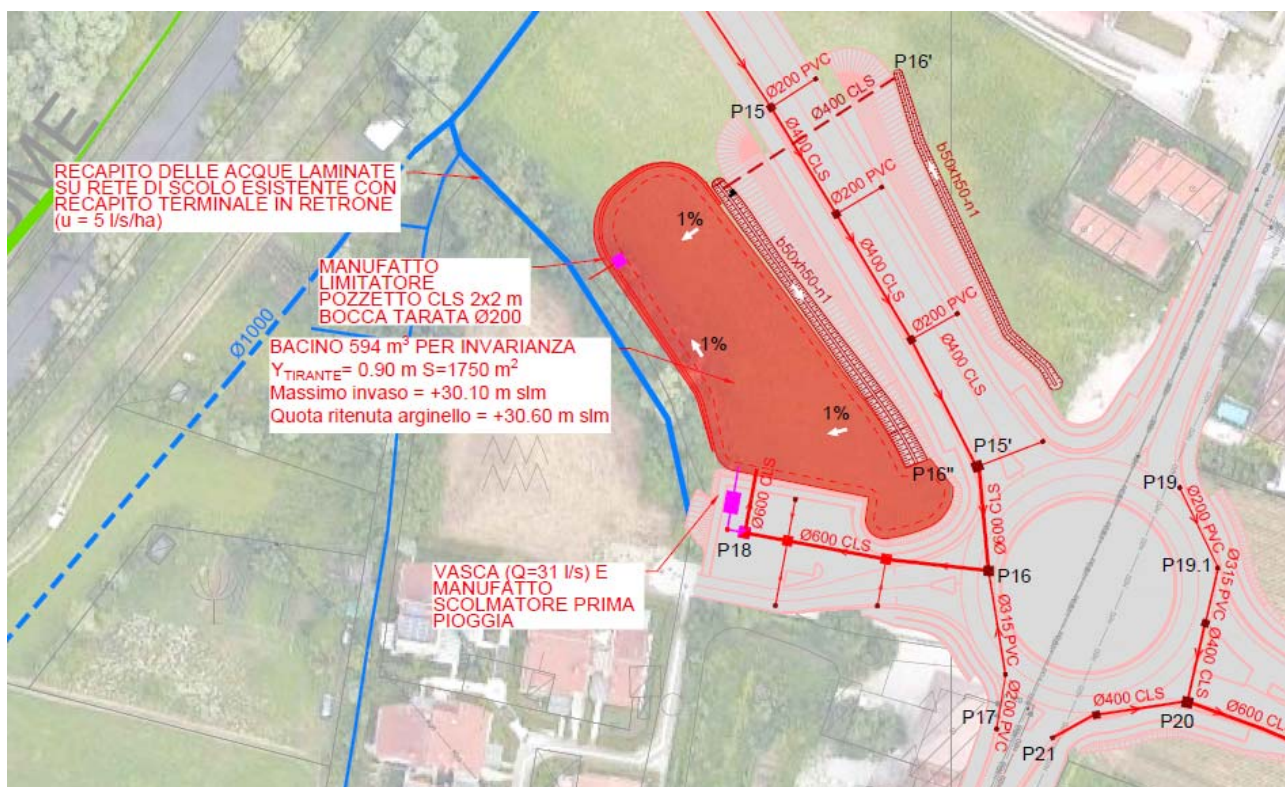 Ø200 PVC
P16'
Ø400 CLS
P15
Ø400 CLS
b50xh50-n1
RECAPITO DELLE ACQUE LAMINATE
SU RETE DI SCOLO ESISTENTE CON
RECAPITO TERMINALE IN RETRONE
(u = 5 l/s/ha)
Ø200 PVC
1%
b50xh50-n1
Ø400 CLS
MANUFATTO
LIMITATORE
POZZETTO CLS 2x2 m
BOCCA TARATA Ø200
Ø200 PVC
Ø1000
1%
Ø400 CLS
BACINO 594 m³ PER INVARIANZA
Y TIRANTE= 0.90 m S=1750 m²
Massimo invaso = +30.10 m slm
Quota ritenuta arginello = +30.60 m slm
1%
P15'
P16"
P19
Ø600 CLS
Ø600 CLS
Ø200 PVC
P18
Ø600 CLS
P16
P19.1
VASCA (Q=31 l/s) E
MANUFATTO
SCOLMATORE PRIMA
PIOGGIA
Ø315 PVC
Ø315 PVC
Ø400 CLS
Ø200 PVC
P17
Ø400 CLS
P20
Ø600 CL
P21